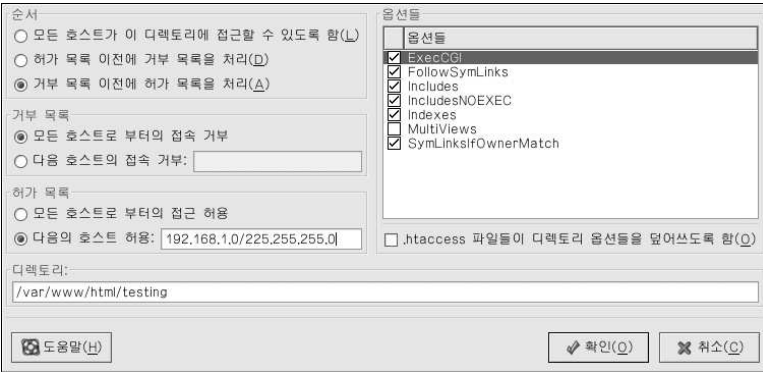 순서
모든 호스트가 이 디렉토리에 접근할 수 있도록 함(L)
허가 목록 이전에 거부 목록을 처리(D)
거부 목록 이전에 허가 목록을 처리(A)
거부 목록
모든 호스트로 부터의 접속 거부
다음 호스트의 접속 거부:
허가 목록
모든 호스트로 부터의 접근 허용
다음의 호스트 허용: 192.168.1.0/225.255.255.0
옵션들
옵션들
ExecCGI
FollowSymLinks
Includes
IncludesNOEXEC
Indexes
MultiViews
SymLinksIfOwnerMatch
.htaccess 파일들이 디렉토리 옵션들을 덮어쓰도록 함(O)
디렉토리:
/var/www/html/testing
도움말(H)
확인(O)
취소(C)